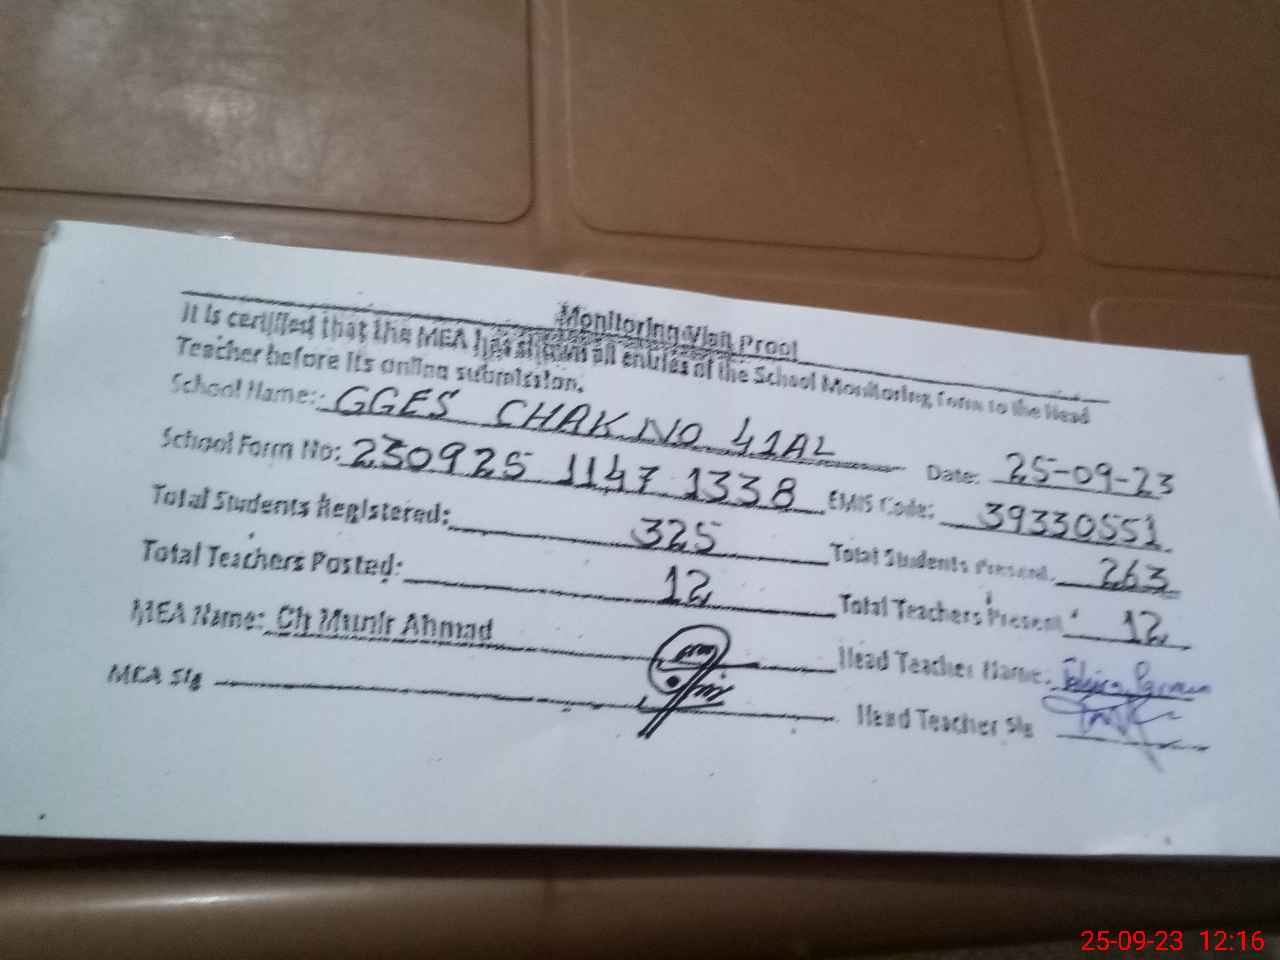 Monitoring Visit Proof
It is certified that the MEA has shown all entries of the School Monitoring Form to the Head
Teacher before its online submission.
School Name: GGES CHAK NO 41AL Date: 25-09-23
School Form No: 230925 1147 1338 EMIS Code: 39330551
Total Students Registered: 325 Total Students Present 263
Total Teachers Posted: 12 Total Teachers Present 12
MEA Name: Ch Munir Ahmad Head Teacher Name: Parveen
MEA Sig Head Teacher Sig
25-09-23 12:16